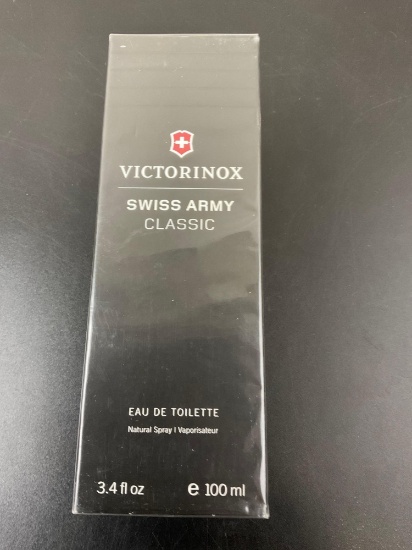 VICTORINOX
SWISS ARMY
CLASSIC
EAU DE TOILETTE
Natural Spray | Vaporisateur
3.4 fl oz e 100 ml